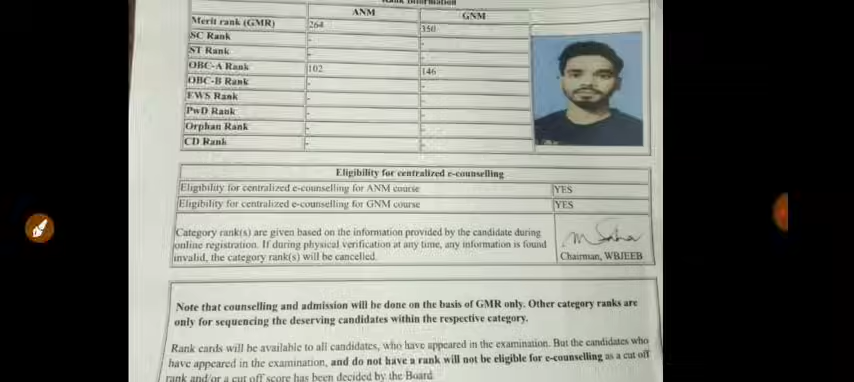 Rank Information
ANM GNM
Merit rank (GMR) 264 350
SC Rank - -
ST Rank - -
OBC-A Rank 102 146
OBC-B Rank - -
EWS Rank - -
PwD Rank - -
Orphan Rank - -
CD Rank - -
Eligibility for centralized e-counselling
Eligibility for centralized e-counselling for ANM course YES
Eligibility for centralized e-counselling for GNM course YES
Category rank(s) are given based on the information provided by the candidate during
online registration. If during physical verification at any time, any information is found
invalid, the category rank(s) will be cancelled.
M Saha
Chairman, WBJEEB
Note that counselling and admission will be done on the basis of GMR only. Other category ranks are
only for sequencing the deserving candidates within the respective category.
Rank cards will be available to all candidates, who have appeared in the examination. But the candidates who
have appeared in the examination, and do not have a rank will not be eligible for e-counselling as a cut off
rank and/or a cut off score has been decided by the Board.